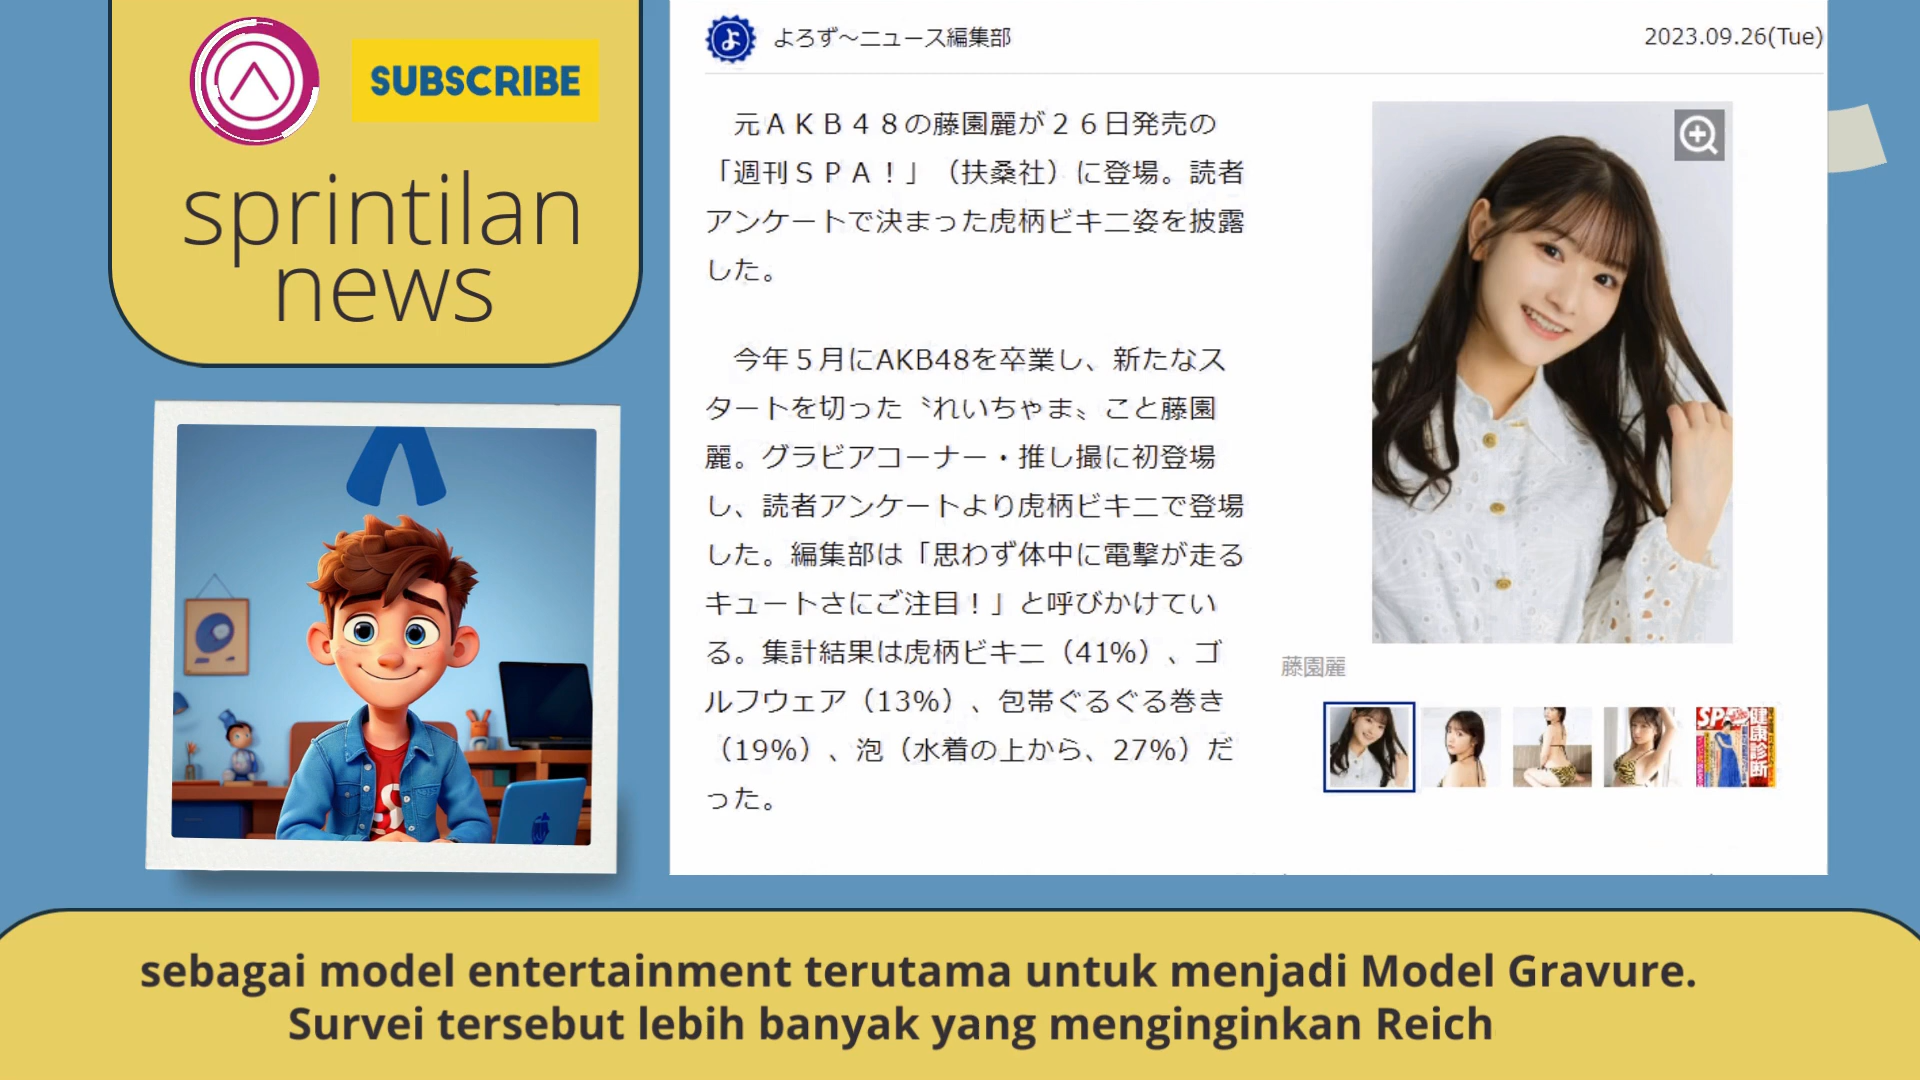 SUBSCRIBE
sprintilan
news
よ
よろず～ニュース編集部
2023.09.26(Tue)
元ＡＫＢ４８の藤園麗が２６日発売の
「週刊ＳＰＡ！」（扶桑社）に登場。読者
アンケートで決まった虎柄ビキニ姿を披露
した。
今年５月にAKB48を卒業し、新たなス
タートを切った〝れいちゃま〟こと藤園
麗。グラビアコーナー・推し撮に初登場
し、読者アンケートより虎柄ビキニで登場
した。編集部は「思わず体中に電撃が走る
キュートさにご注目！」と呼びかけてい
る。集計結果は虎柄ビキニ（41%）、ゴ
ルフウェア（13%）、包帯ぐるぐる巻き
（19%）、泡（水着の上から、27%）だ
った。
藤園麗
SPA
健康診断
sebagai model entertainment terutama untuk menjadi Model Gravure.
Survei tersebut lebih banyak yang menginginkan Reich